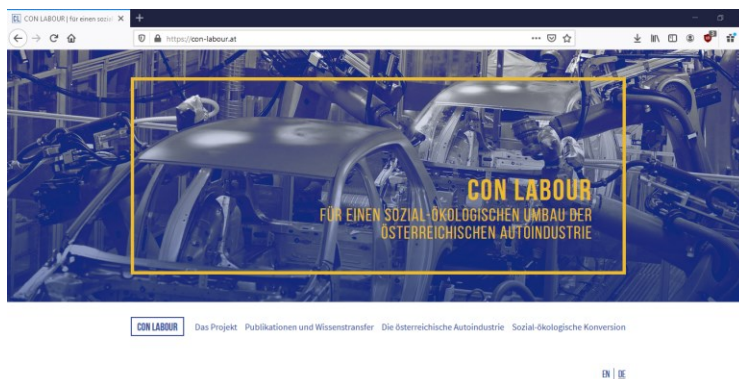 CON LABOUR | für einen sozial-
https://con-labour.at
CON LABOUR
FÜR EINEN SOZIAL-ÖKOLOGISCHEN UMBAU DER
ÖSTERREICHISCHEN AUTOINDUSTRIE
CON LABOUR Das Projekt Publikationen und Wissenstransfer Die österreichische Autoindustrie Sozial-ökologische Konversion
EN | DE